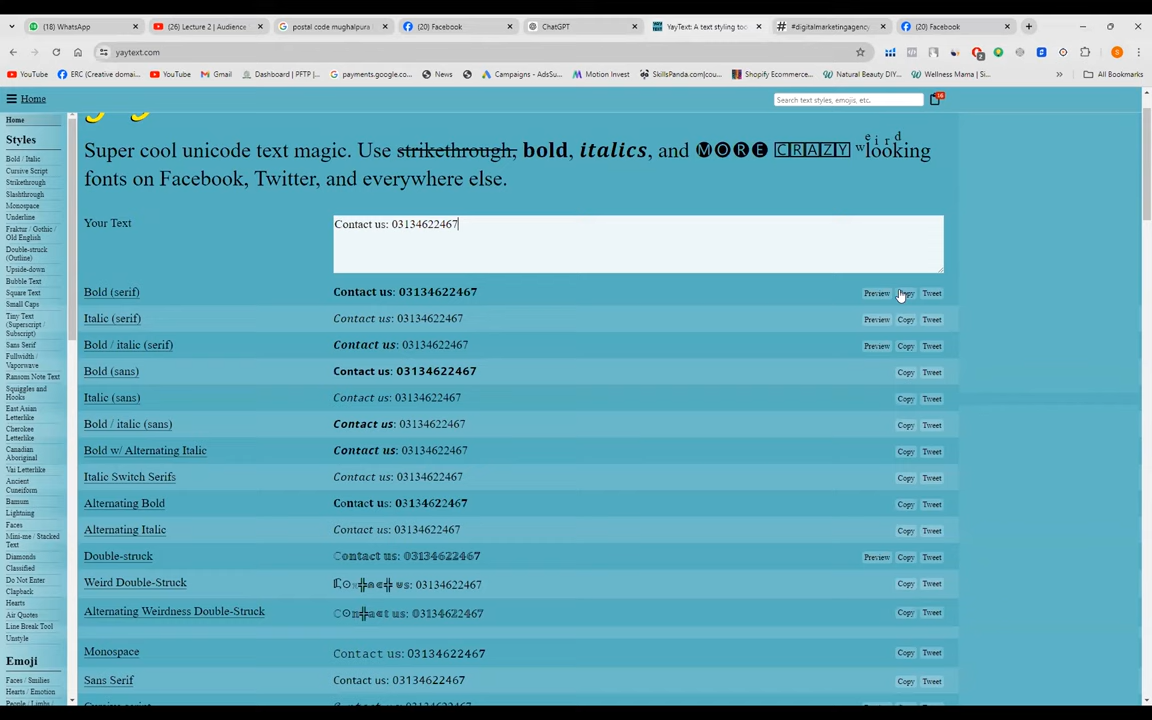 (18) WhatsApp
(26) Lecture 2 | Audience
postal code mughalpura
(20) Facebook
ChatGPT
YayText: A text styling too
#digitalmarketingagency
(20) Facebook
yaytext.com
YouTube
ERC (Creative domai...
YouTube
Gmail
Dashboard | PFTP |...
payments.google.co...
News
Campaigns - AdsSu...
Motion Invest
SkillsPanda.com|cou...
Shopify Ecommerce...
Natural Beauty DIY...
Wellness Mama | Si...
All Bookmarks
Home
Search text styles, emojis, etc.
16
Home
Styles
Bold / Italic
Cursive Script
Strikethrough
Slashthrough
Monospace
Underline
Fraktur / Gothic /
Old English
Double-struck
(Outline)
Upside-down
Bubble Text
Square Text
Small Caps
Tiny Text
(Superscript /
Subscript)
Sans Serif
Fullwidth /
Vaporwave
Ransom Note Text
Squiggles and
Hooks
East Asian
Letterlike
Cherokee
Letterlike
Canadian
Aboriginal
Vai Letterlike
Ancient
Cuneiform
Bamum
Lightning
Faces
Mini-me / Stacked
Text
Diamonds
Classified
Do Not Enter
Clapback
Hearts
Air Quotes
Line Break Tool
Unstyle
Emoji
Faces / Smilies
Hearts / Emotion
People / Limbs /
Super cool unicode text magic. Use strikethrough, bold, italics, and MORE CRAZY weird looking
fonts on Facebook, Twitter, and everywhere else.
Your Text
Contact us: 03134622467
Bold (serif) Contact us: 03134622467 Preview Copy Tweet
Italic (serif) Contact us: 03134622467 Preview Copy Tweet
Bold / italic (serif) Contact us: 03134622467 Preview Copy Tweet
Bold (sans) Contact us: 03134622467 Copy Tweet
Italic (sans) Contact us: 03134622467 Copy Tweet
Bold / italic (sans) Contact us: 03134622467 Copy Tweet
Bold w/ Alternating Italic Contact us: 03134622467 Copy Tweet
Italic Switch Serifs Contact us: 03134622467 Copy Tweet
Alternating Bold Contact us: 03134622467 Copy Tweet
Alternating Italic Contact us: 03134622467 Copy Tweet
Double-struck ℂ𝕠𝕟𝕥𝕒𝕔𝕥 𝕦𝕤: 𝟘𝟛𝟙𝟛𝟜𝟞𝟚𝟚𝟜𝟞𝟟 Preview Copy Tweet
Weird Double-Struck 03134622467 Copy Tweet
Alternating Weirdness Double-Struck 03134622467 Copy Tweet
Monospace Contact us: 03134622467 Copy Tweet
Sans Serif Contact us: 03134622467 Copy Tweet